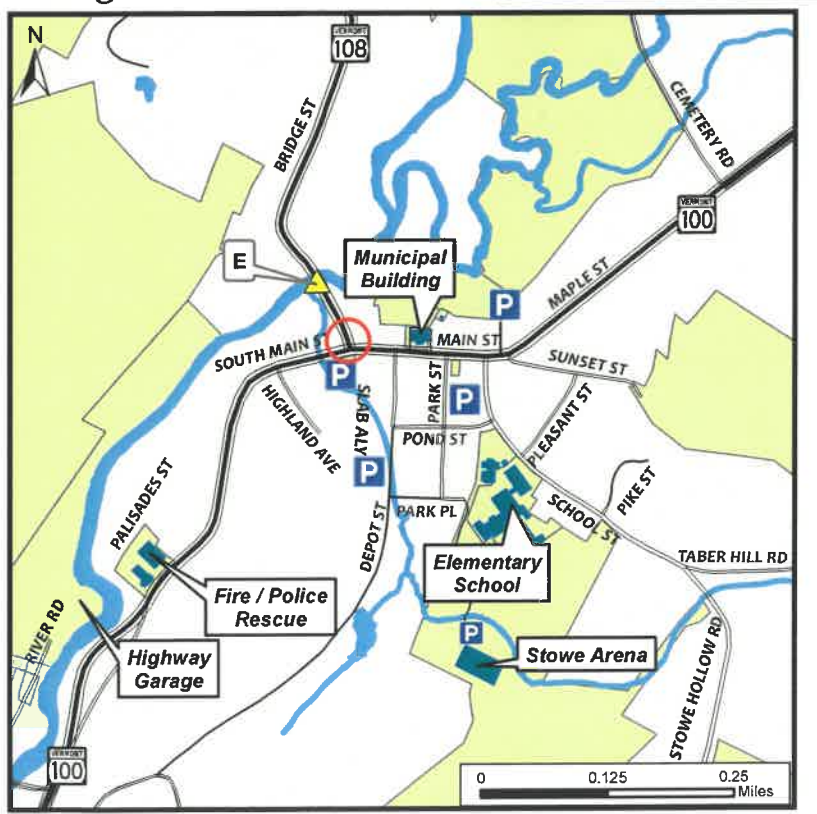 N
VERMONT
108
BRIDGE ST
CEMETERY RD
VERMONT
100
E
Municipal
Building
P
MAPLE ST
SOUTH MAIN ST
MAIN ST
SUNSET ST
P
HIGHLAND AVE
SLAB ALY
PARK ST
P
PLEASANT ST
POND ST
P
PALISADES ST
PIKE ST
SCHOOL ST
PARK PL
DEPOT ST
TABER HILL RD
Elementary
School
Fire / Police
Rescue
RIVER RD
P
Stowe Arena
Highway
Garage
STOWE HOLLOW RD
VERMONT
100
0 0.125 0.25
Miles